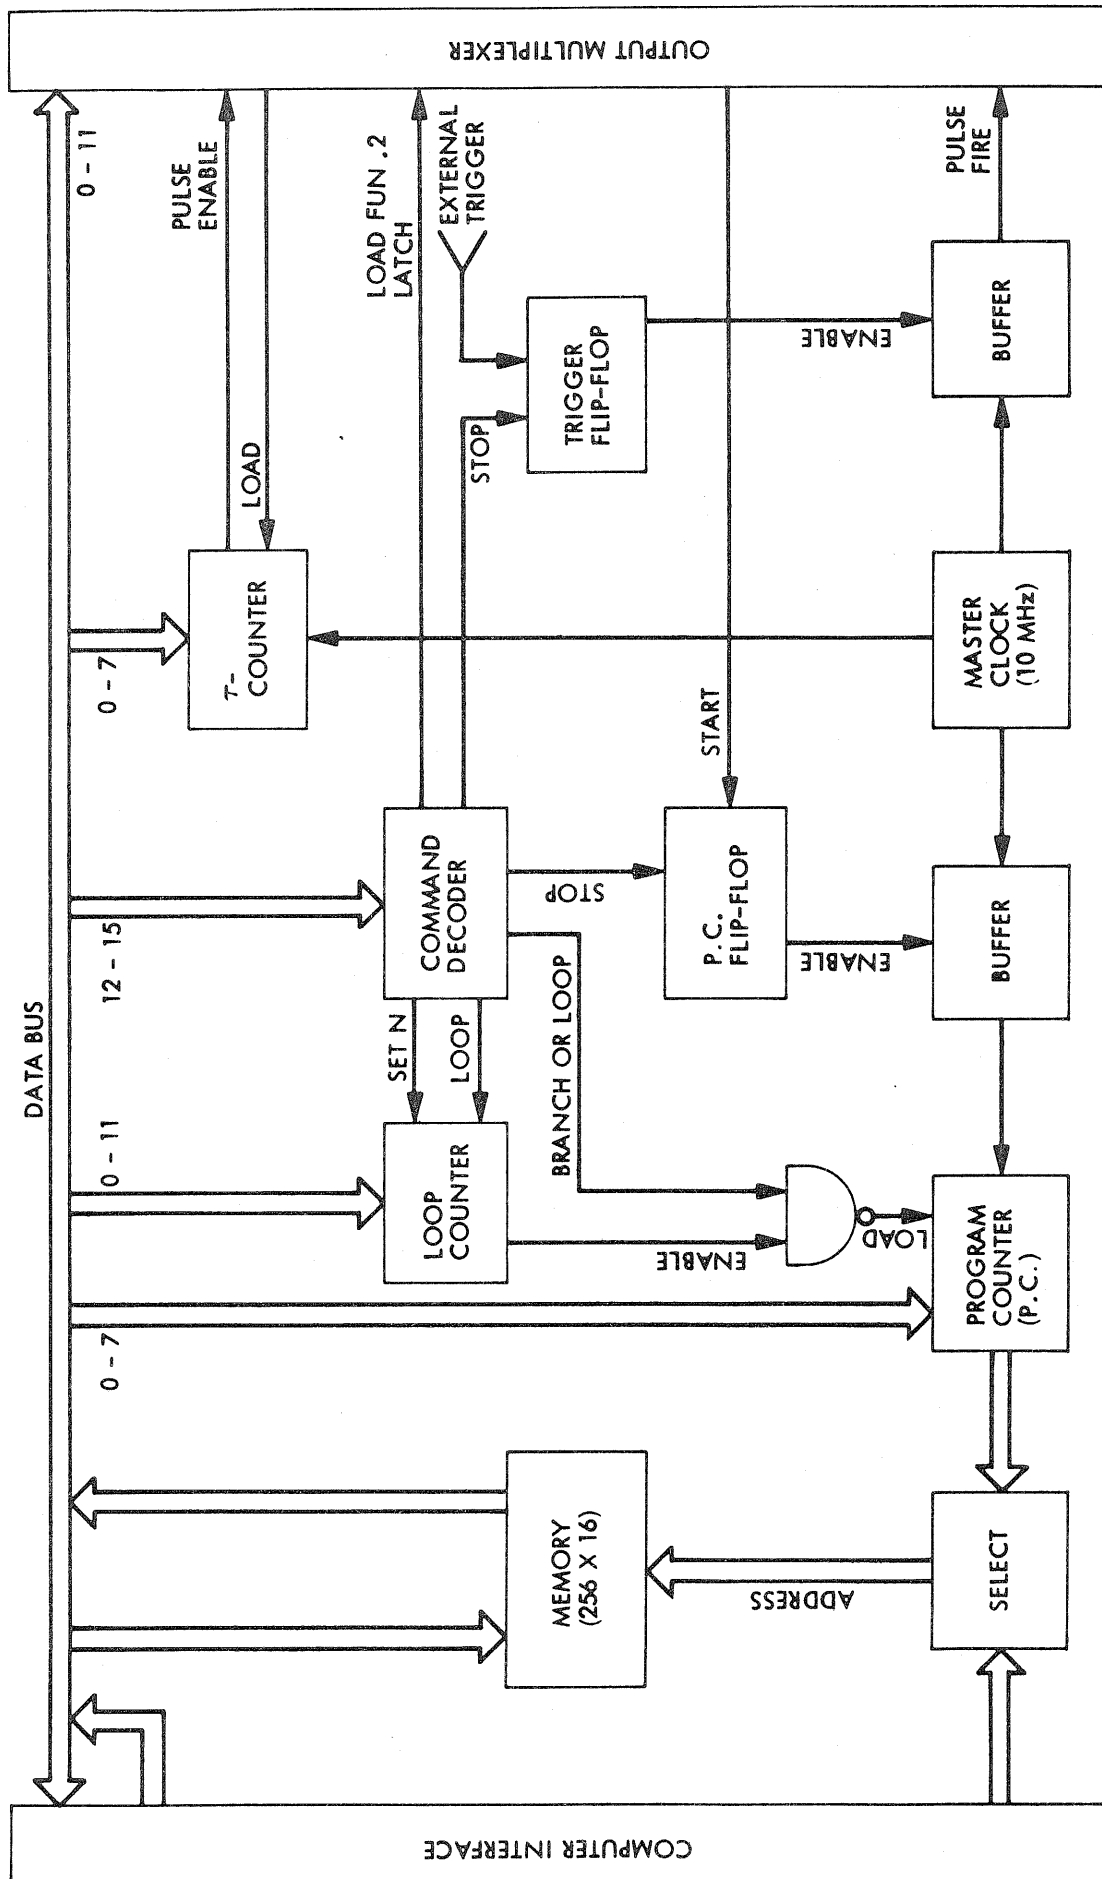 DATA BUS
0 - 7
0 - 11
12 - 15
0 - 7
0 - 11
COMPUTER INTERFACE
OUTPUT MULTIPLEXER
PULSE
ENABLE
LOAD
τ-
COUNTER
LOAD FUN .2
LATCH
EXTERNAL
TRIGGER
SET N
LOOP
LOOP
COUNTER
COMMAND
DECODER
STOP
STOP
TRIGGER
FLIP-FLOP
MEMORY
(256 X 16)
BRANCH OR LOOP
ENABLE
START
P.C.
FLIP-FLOP
ENABLE
ENABLE
ADDRESS
LOAD
PULSE
FIRE
SELECT
PROGRAM
COUNTER
(P.C.)
BUFFER
MASTER
CLOCK
(10 MHz)
BUFFER